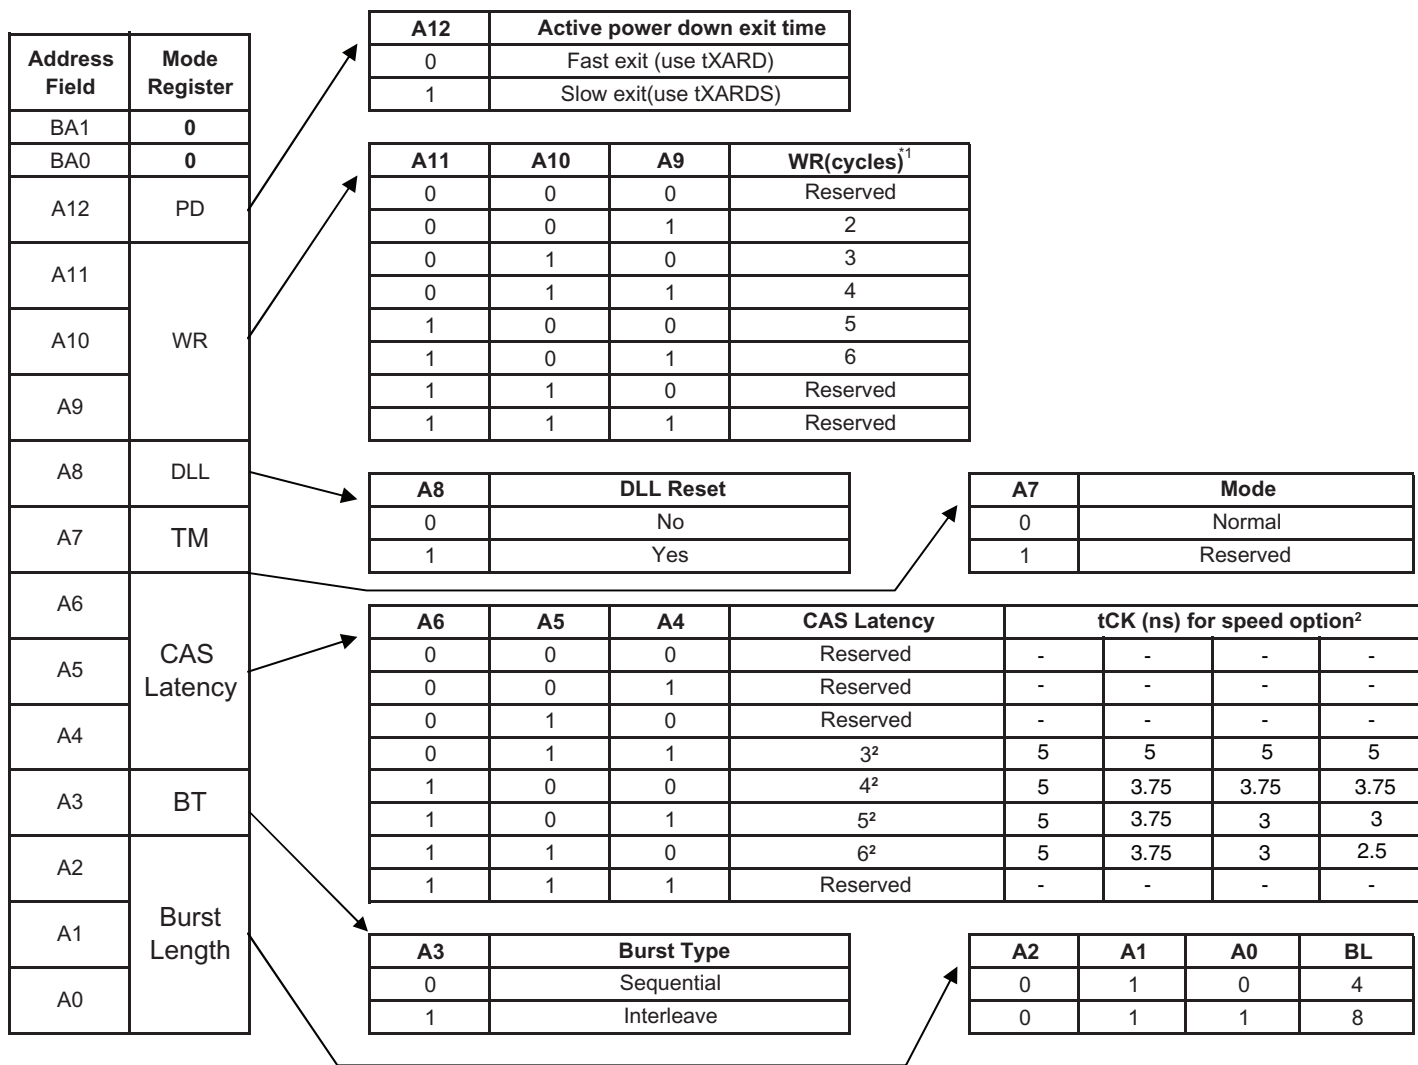 Address Field Mode Register
BA1 0
BA0 0
A12 PD
A11
A10 WR
A9
A8 DLL
A7 TM
A6
A5 CAS Latency
A4
A3 BT
A2
A1 Burst Length
A0
A12 Active power down exit time
0 Fast exit (use tXARD)
1 Slow exit(use tXARDS)
A11 A10 A9 WR(cycles)*1
0 0 0 Reserved
0 0 1 2
0 1 0 3
0 1 1 4
1 0 0 5
1 0 1 6
1 1 0 Reserved
1 1 1 Reserved
A8 DLL Reset
0 No
1 Yes
A7 Mode
0 Normal
1 Reserved
A6 A5 A4 CAS Latency tCK (ns) for speed option²
0 0 0 Reserved - - - -
0 0 1 Reserved - - - -
0 1 0 Reserved - - - -
0 1 1 3² 5 5 5 5
1 0 0 4² 5 3.75 3.75 3.75
1 0 1 5² 5 3.75 3 3
1 1 0 6² 5 3.75 3 2.5
1 1 1 Reserved - - - -
A3 Burst Type
0 Sequential
1 Interleave
A2 A1 A0 BL
0 1 0 4
0 1 1 8